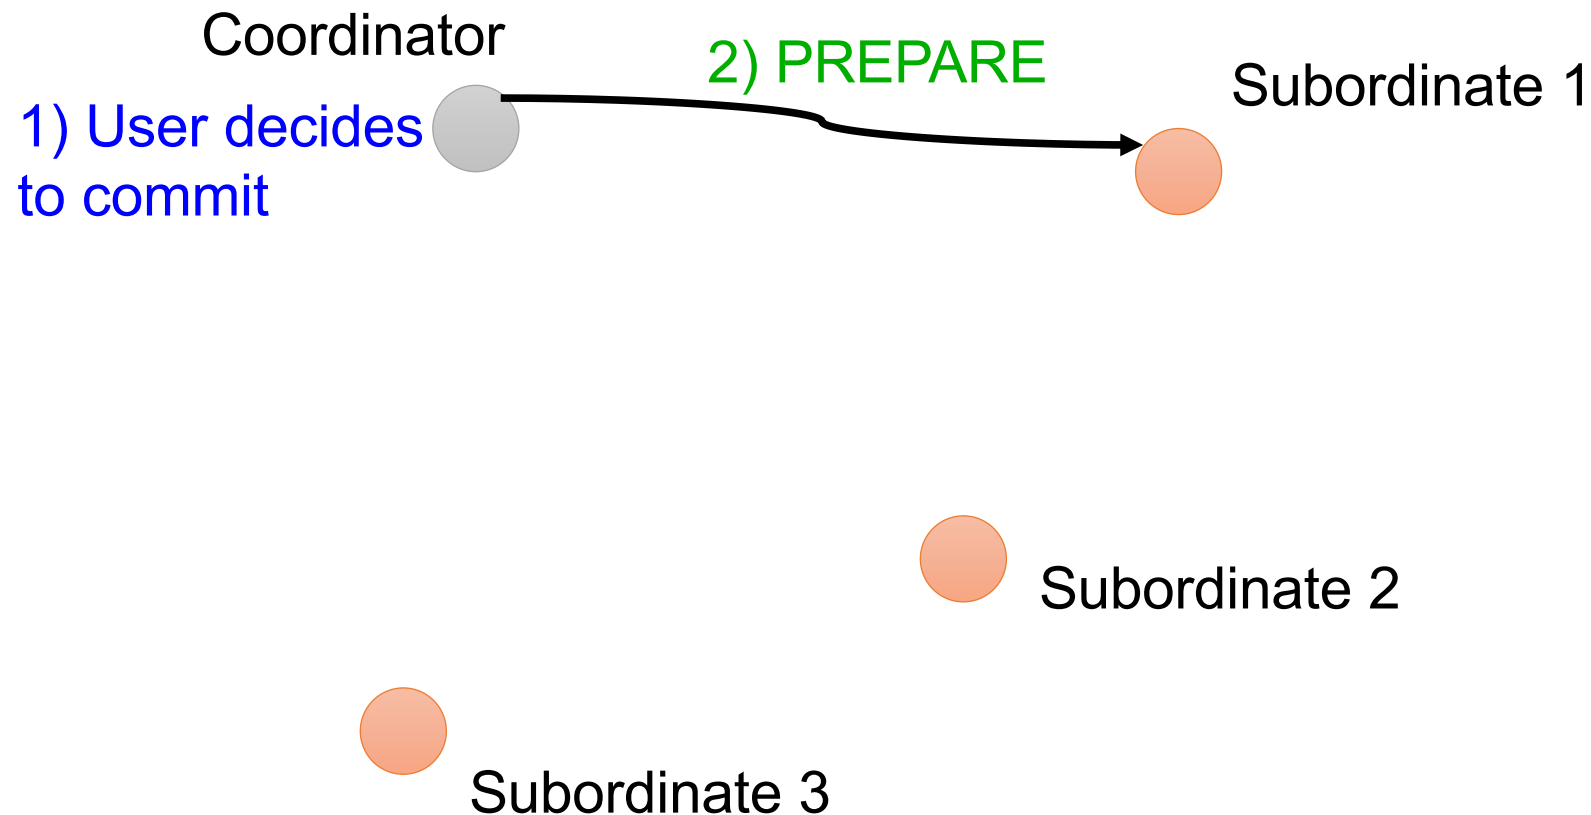 Coordinator
2) PREPARE
Subordinate 1
1) User decides
to commit
Subordinate 2
Subordinate 3